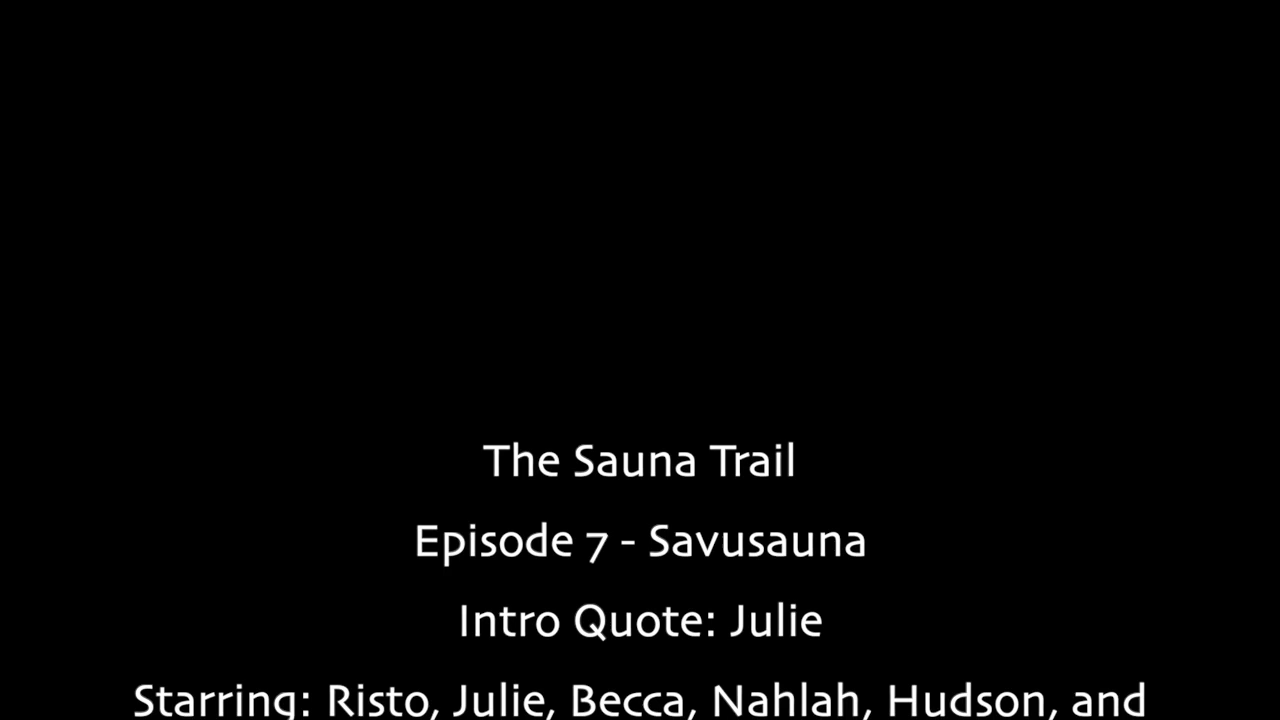 The Sauna Trail
Episode 7 - Savusauna
Intro Quote: Julie
Starring: Risto, Julie, Becca, Nahlah, Hudson, and